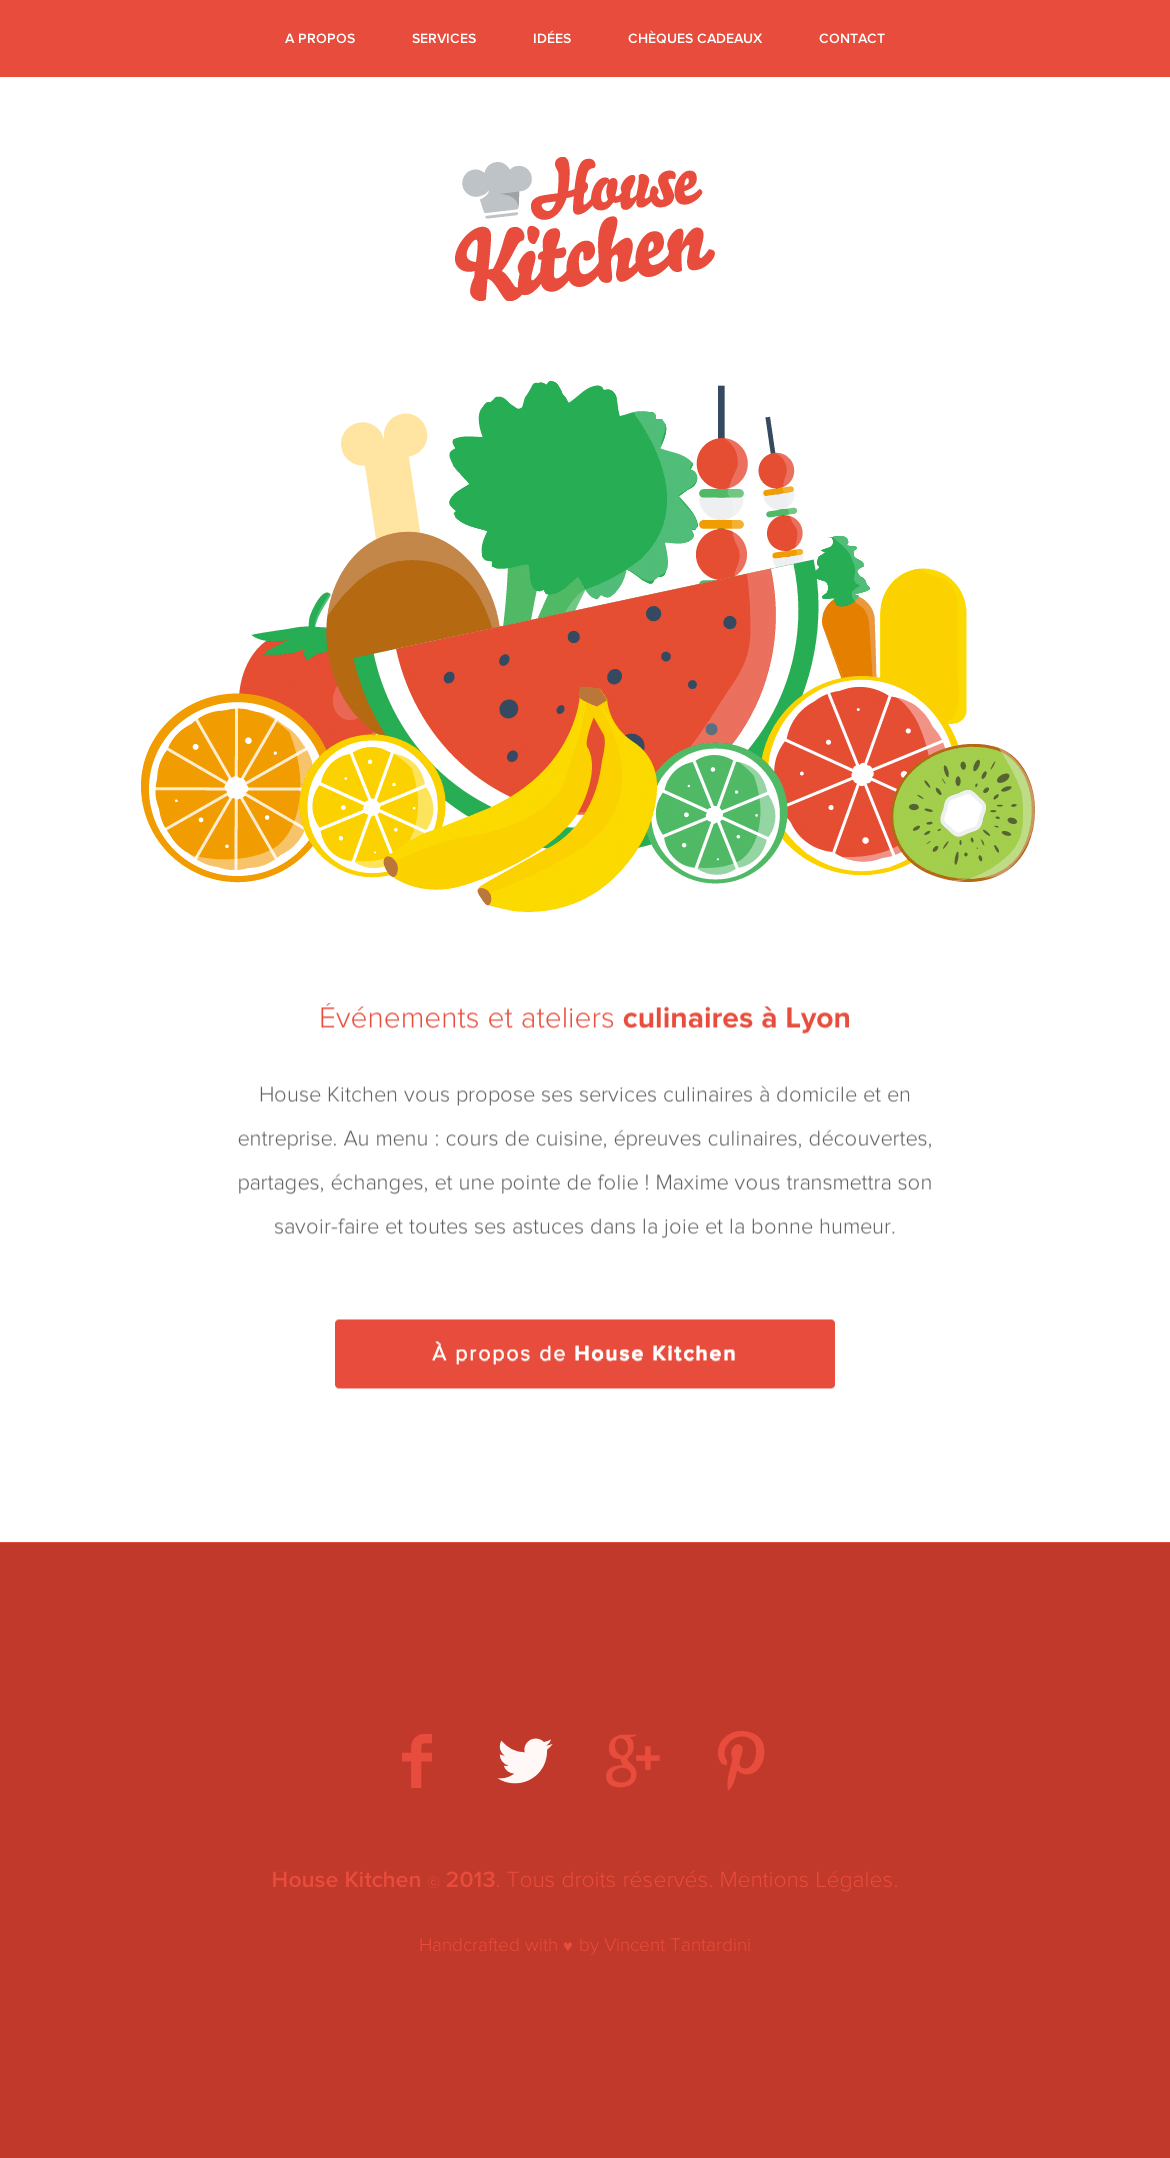 A PROPOS SERVICES IDÉES CHÈQUES CADEAUX CONTACT
House
Kitchen
Événements et ateliers culinaires à Lyon
House Kitchen vous propose ses services culinaires à domicile et en
entreprise. Au menu : cours de cuisine, épreuves culinaires, découvertes,
partages, échanges, et une pointe de folie ! Maxime vous transmettra son
savoir-faire et toutes ses astuces dans la joie et la bonne humeur.
À propos de House Kitchen
House Kitchen © 2013. Tous droits réservés. Mentions Légales.
Handcrafted with ♥ by Vincent Tantardini